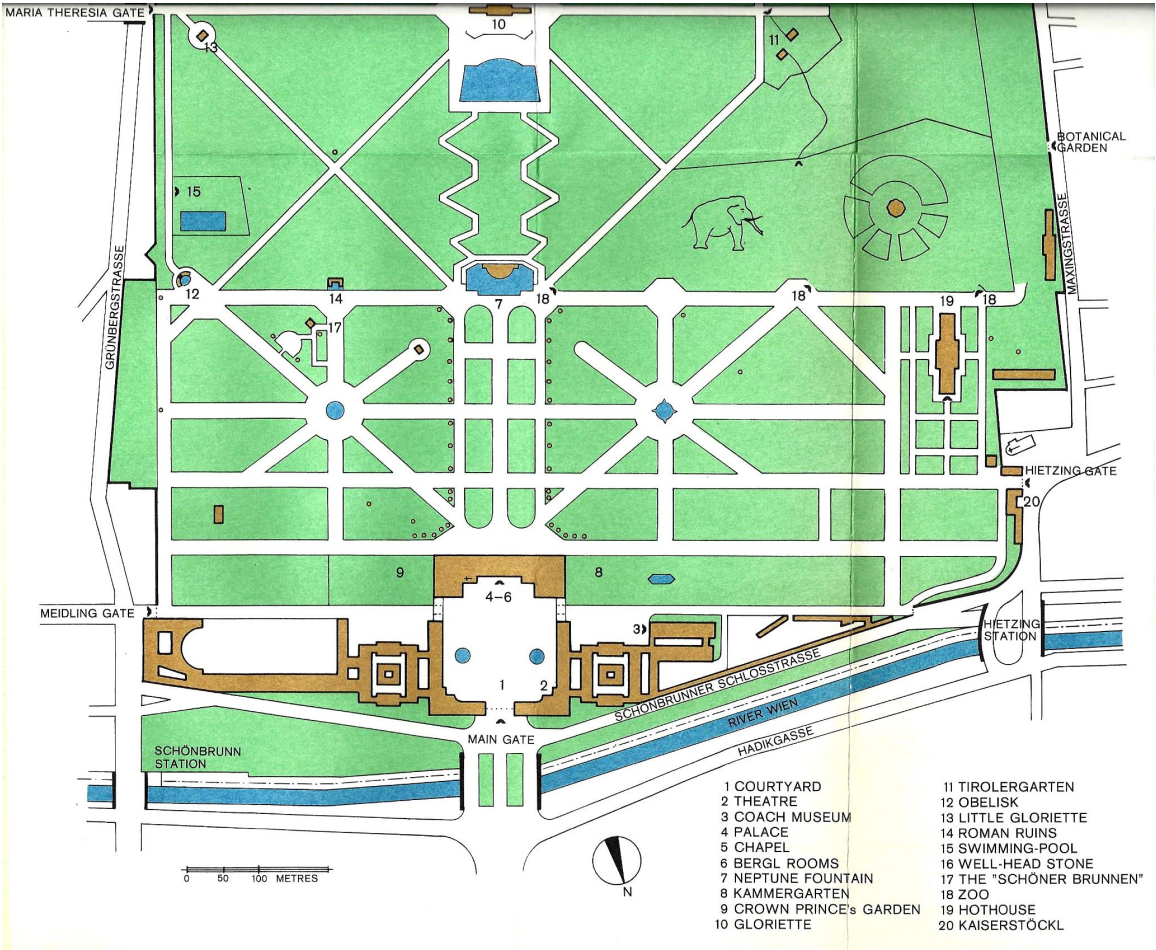 MARIA THERESIA GATE
10
13
11
BOTANICAL
GARDEN
15
GRÜNBERGSTRASSE
MAXINGSTRASSE
12
14
7
18
18
19
18
17
HIETZING GATE
20
9
8
4–6
MEIDLING GATE
3
HIETZING
STATION
1
2
SCHÖNBRUNNER SCHLOSSTRASSE
RIVER WIEN
HADIKGASSE
MAIN GATE
SCHÖNBRUNN
STATION
0 50 100 METRES
N
1 COURTYARD
2 THEATRE
3 COACH MUSEUM
4 PALACE
5 CHAPEL
6 BERGL ROOMS
7 NEPTUNE FOUNTAIN
8 KAMMERGARTEN
9 CROWN PRINCE's GARDEN
10 GLORIETTE
11 TIROLERGARTEN
12 OBELISK
13 LITTLE GLORIETTE
14 ROMAN RUINS
15 SWIMMING-POOL
16 WELL-HEAD STONE
17 THE "SCHÖNER BRUNNEN"
18 ZOO
19 HOTHOUSE
20 KAISERSTÖCKL